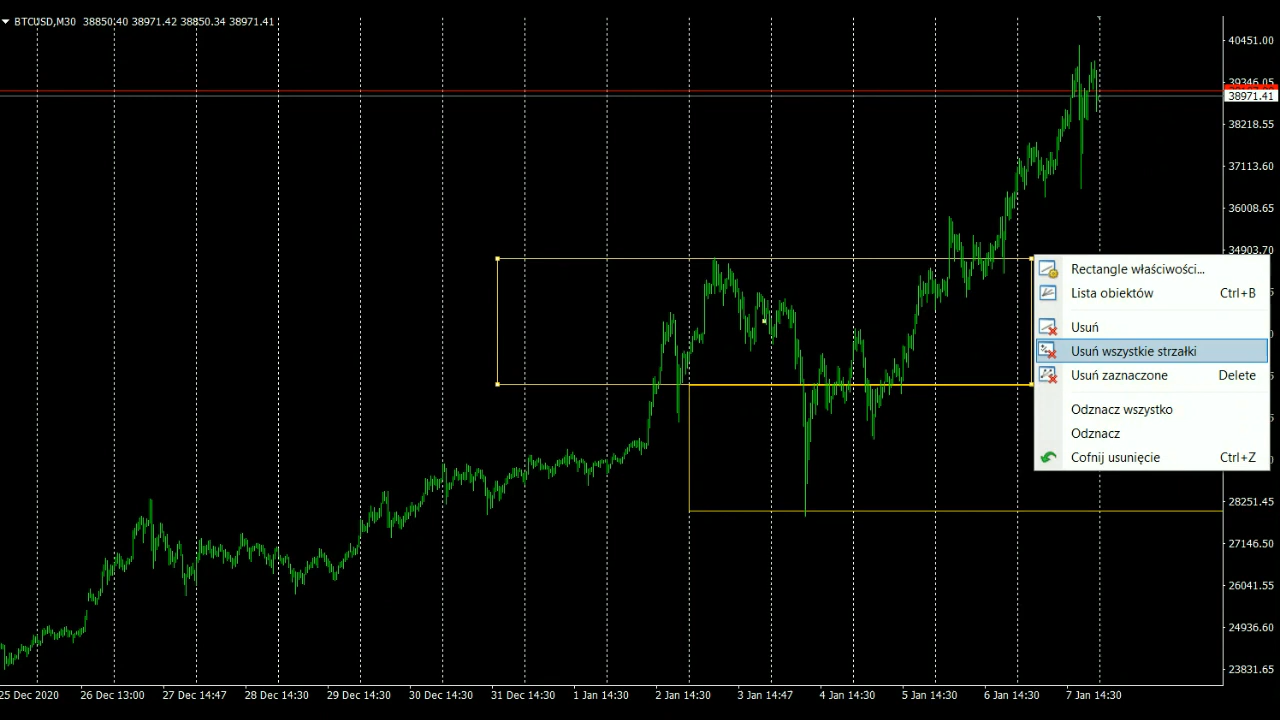 BTCUSD,M30 38850.40 38971.42 38850.34 38971.41
40451.00
39346.05
38971.41
38218.55
37113.60
36008.65
34903.70
Rectangle właściwości...
Lista obiektów Ctrl+B
Usuń
Usuń wszystkie strzałki
Usuń zaznaczone Delete
Odznacz wszystko
Odznacz
Cofnij usunięcie Ctrl+Z
28251.45
27146.50
26041.55
24936.60
23831.65
25 Dec 2020 26 Dec 13:00 27 Dec 14:47 28 Dec 14:30 29 Dec 14:30 30 Dec 14:30 31 Dec 14:30 1 Jan 14:30 2 Jan 14:30 3 Jan 14:47 4 Jan 14:30 5 Jan 14:30 6 Jan 14:30 7 Jan 14:30